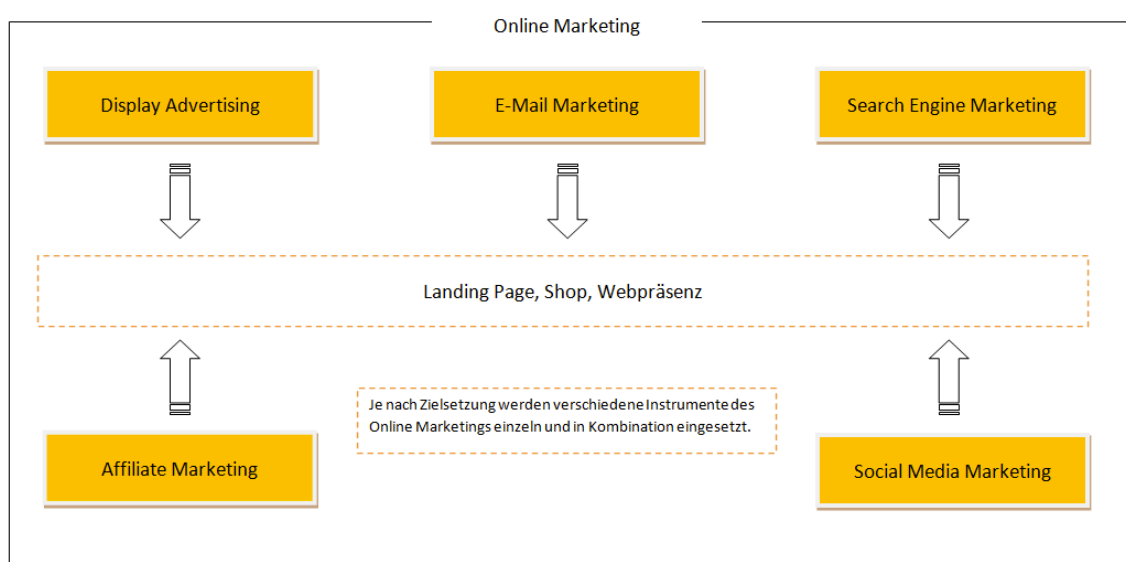 Online Marketing
Display Advertising
E-Mail Marketing
Search Engine Marketing
Landing Page, Shop, Webpräsenz
Je nach Zielsetzung werden verschiedene Instrumente des
Online Marketings einzeln und in Kombination eingesetzt.
Affiliate Marketing
Social Media Marketing